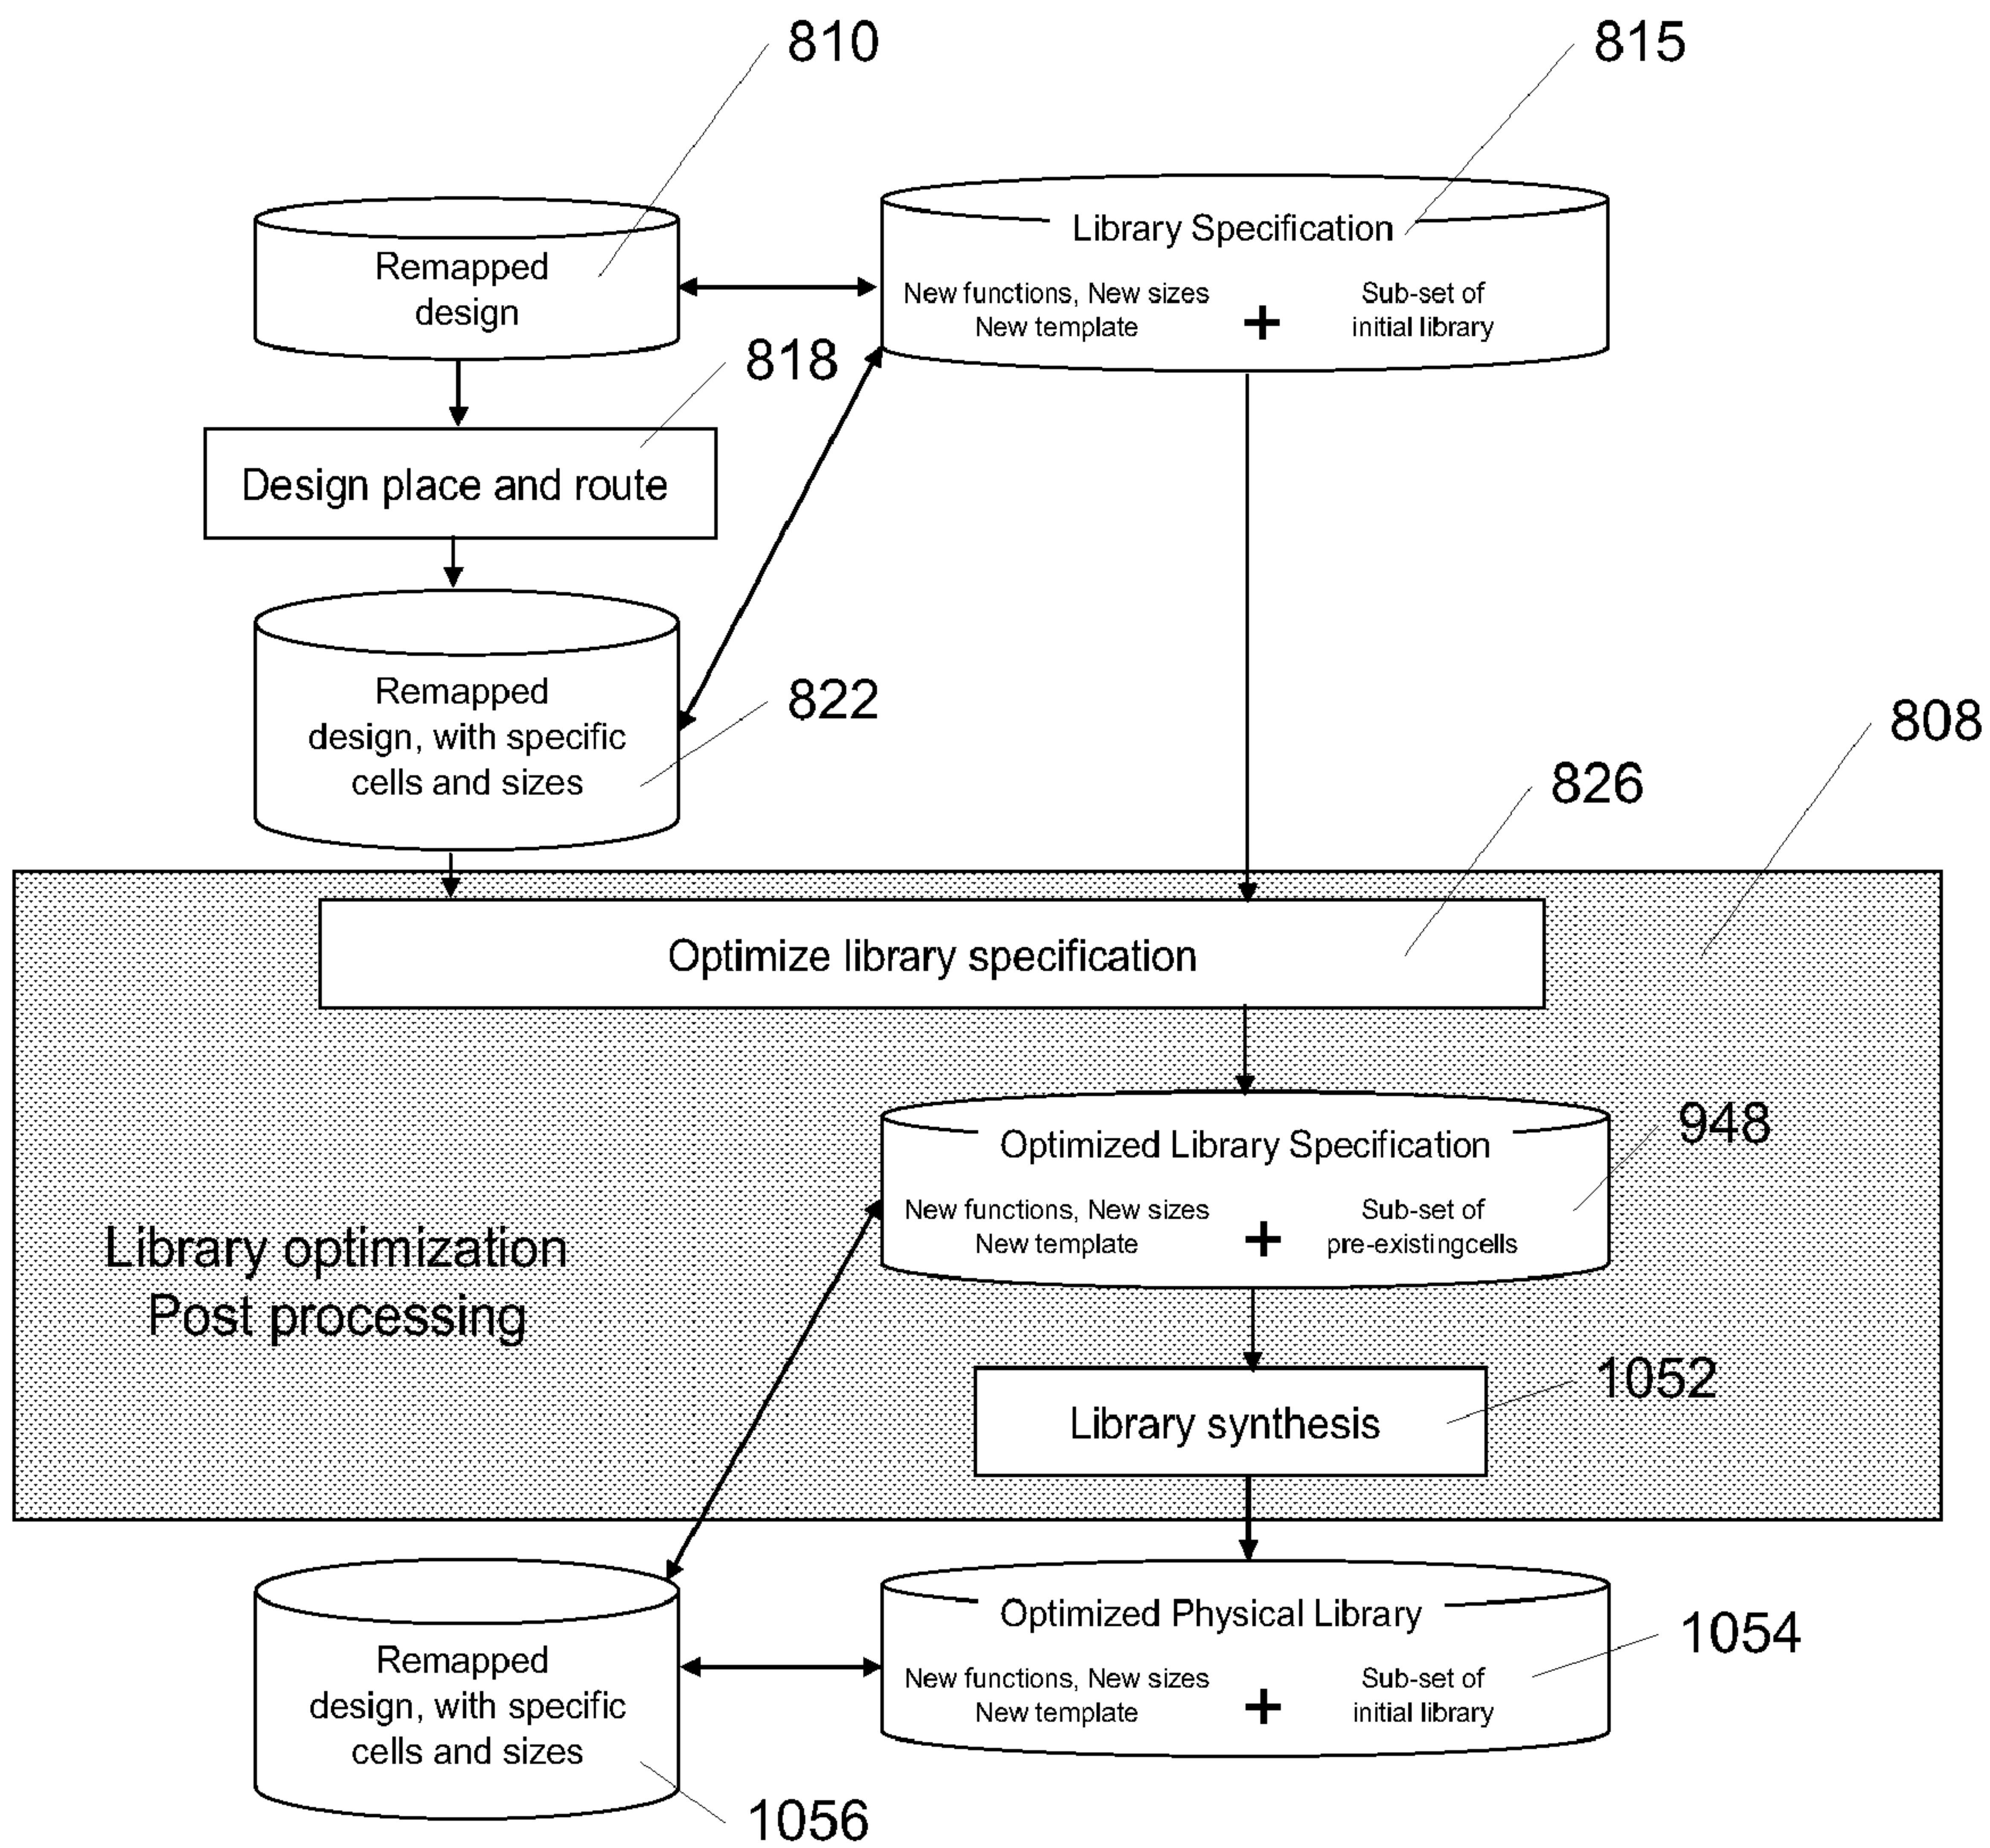 810
815
Remapped
design
Library Specification
New functions, New sizes
New template
+
Sub-set of
initial library
818
Design place and route
822
Remapped
design, with specific
cells and sizes
808
826
Optimize library specification
948
Optimized Library Specification
New functions, New sizes
New template
+
Sub-set of
pre-existingcells
Library optimization
Post processing
1052
Library synthesis
1054
Optimized Physical Library
New functions, New sizes
New template
+
Sub-set of
initial library
Remapped
design, with specific
cells and sizes
1056